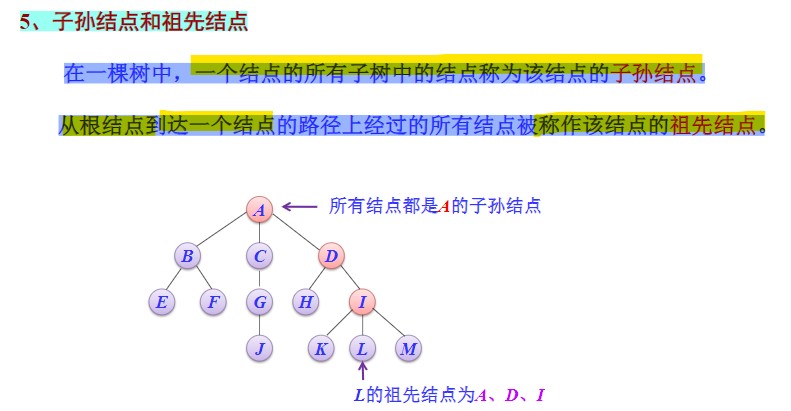 5、子孙结点和祖先结点
在一棵树中，一个结点的所有子树中的结点称为该结点的子孙结点。
从根结点到达一个结点的路径上经过的所有结点被称作该结点的祖先结点。
A
所有结点都是A的子孙结点
B C D
E F G H I
J K L M
L的祖先结点为A、D、I